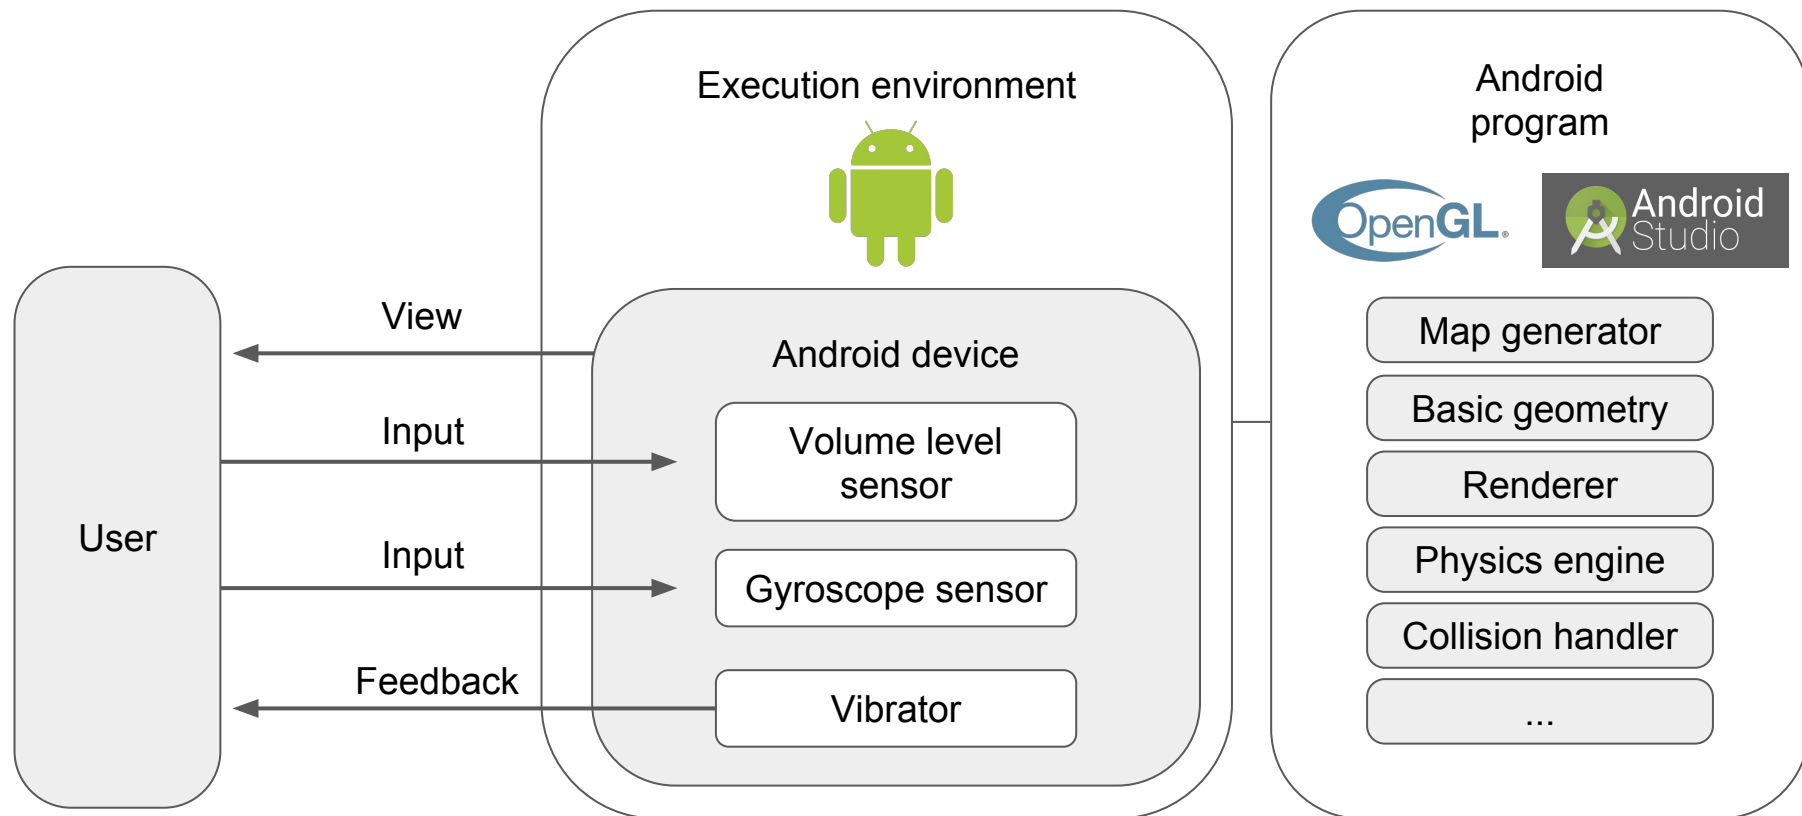 Execution environment
Android
program
OpenGL®
Android
Studio
View
Input
Input
Feedback
User
Android device
Volume level
sensor
Gyroscope sensor
Vibrator
Map generator
Basic geometry
Renderer
Physics engine
Collision handler
...